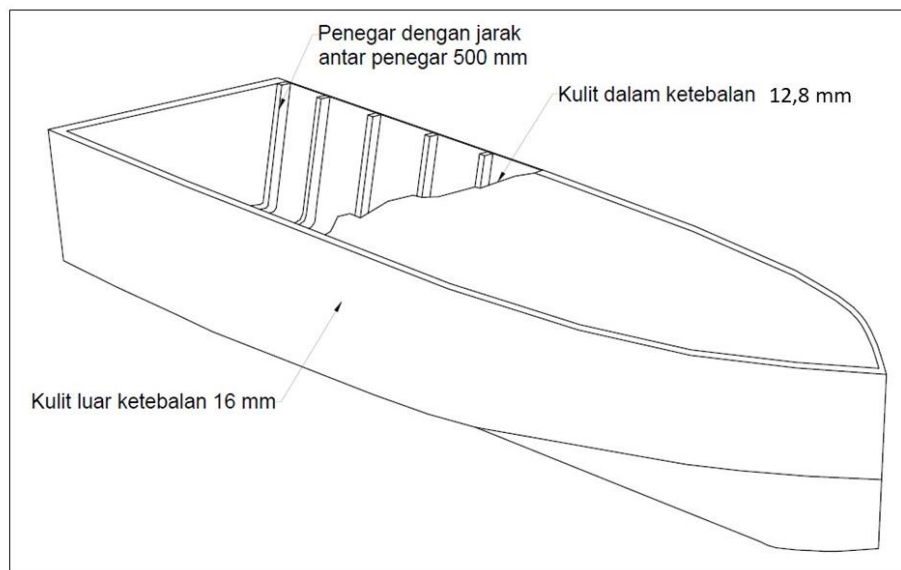 Penegar dengan jarak
antar penegar 500 mm
Kulit dalam ketebalan 12,8 mm
Kulit luar ketebalan 16 mm